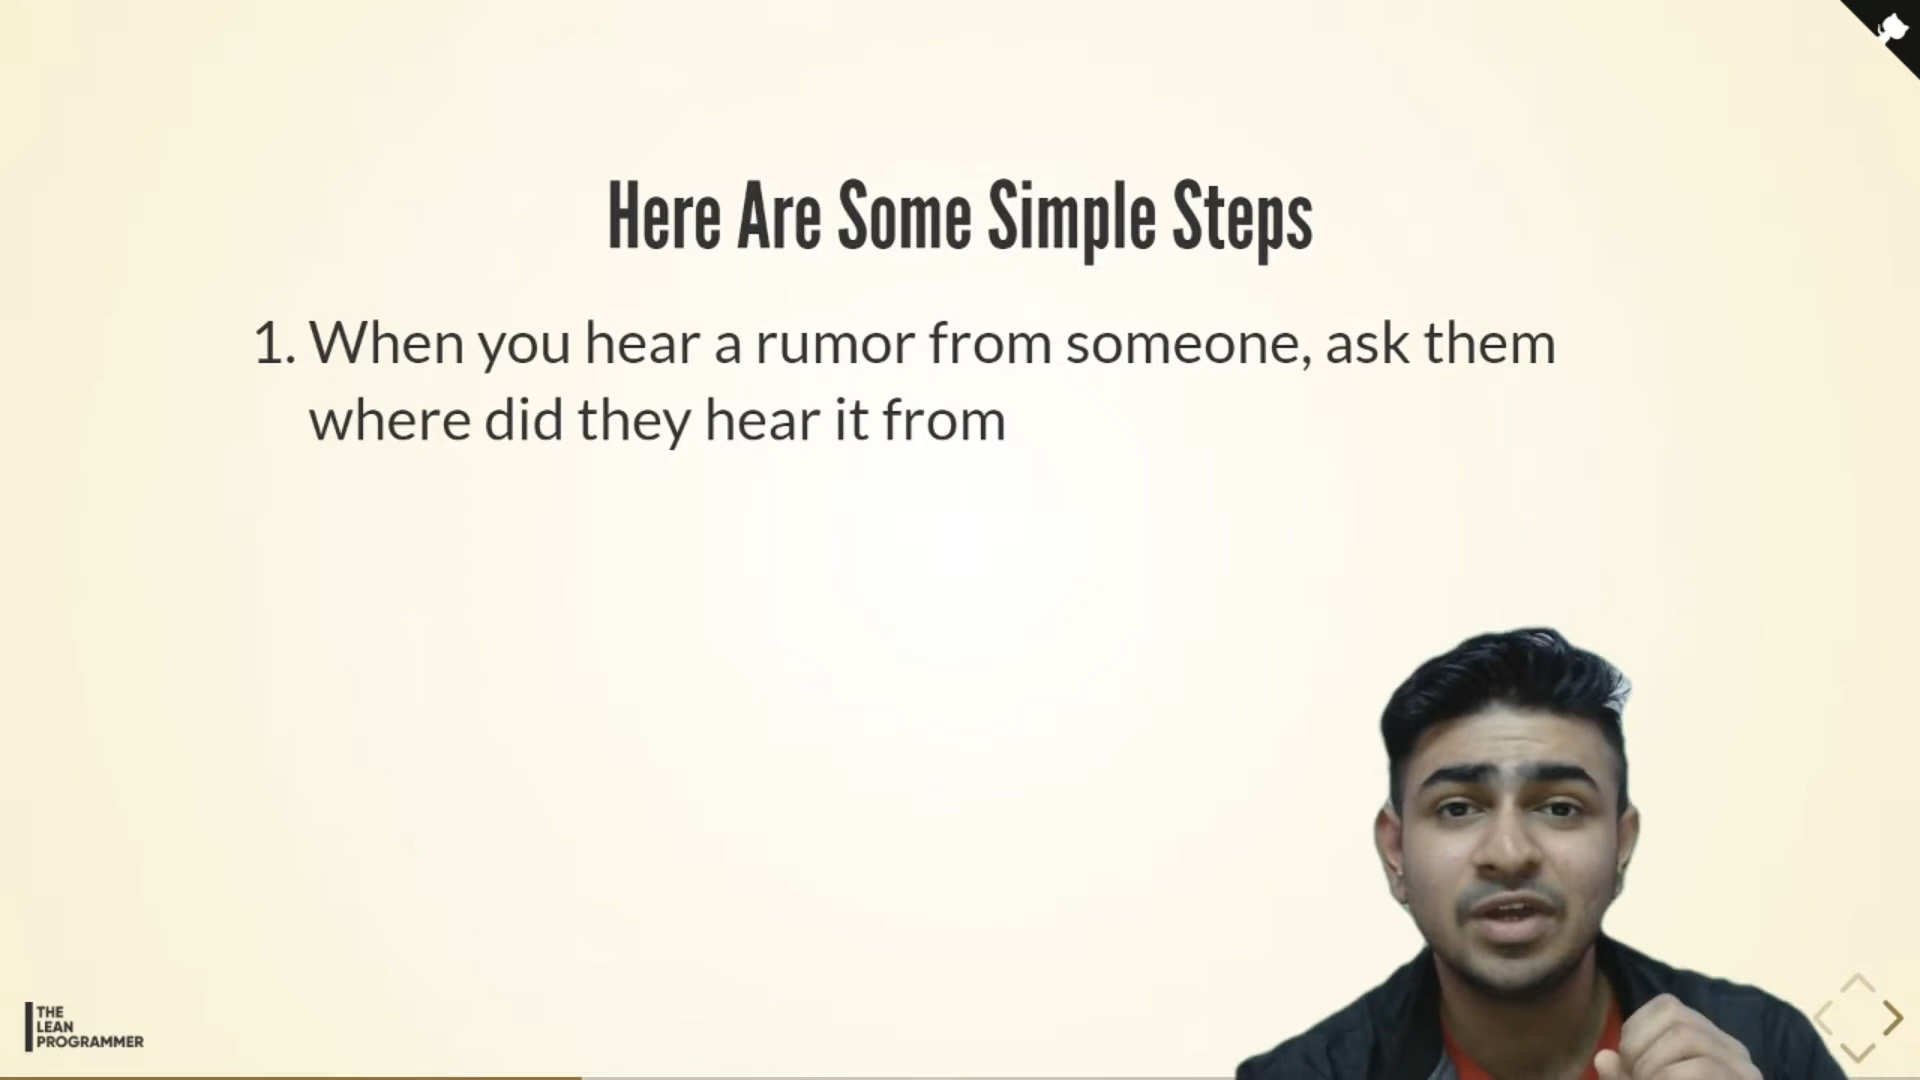 Here Are Some Simple Steps
1. When you hear a rumor from someone, ask them
where did they hear it from
THE
LEAN
PROGRAMMER